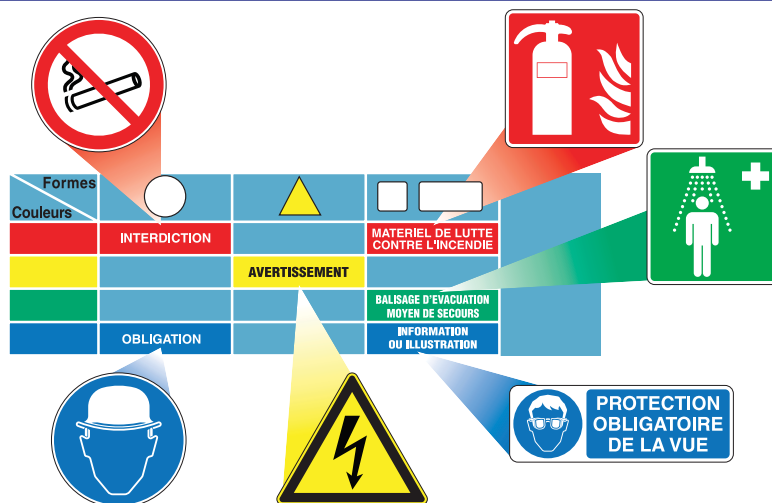 Formes
Couleurs
INTERDICTION
MATERIEL DE LUTTE
CONTRE L'INCENDIE
AVERTISSEMENT
BALISAGE D'EVACUATION
MOYEN DE SECOURS
OBLIGATION
INFORMATION
OU ILLUSTRATION
PROTECTION
OBLIGATOIRE
DE LA VUE